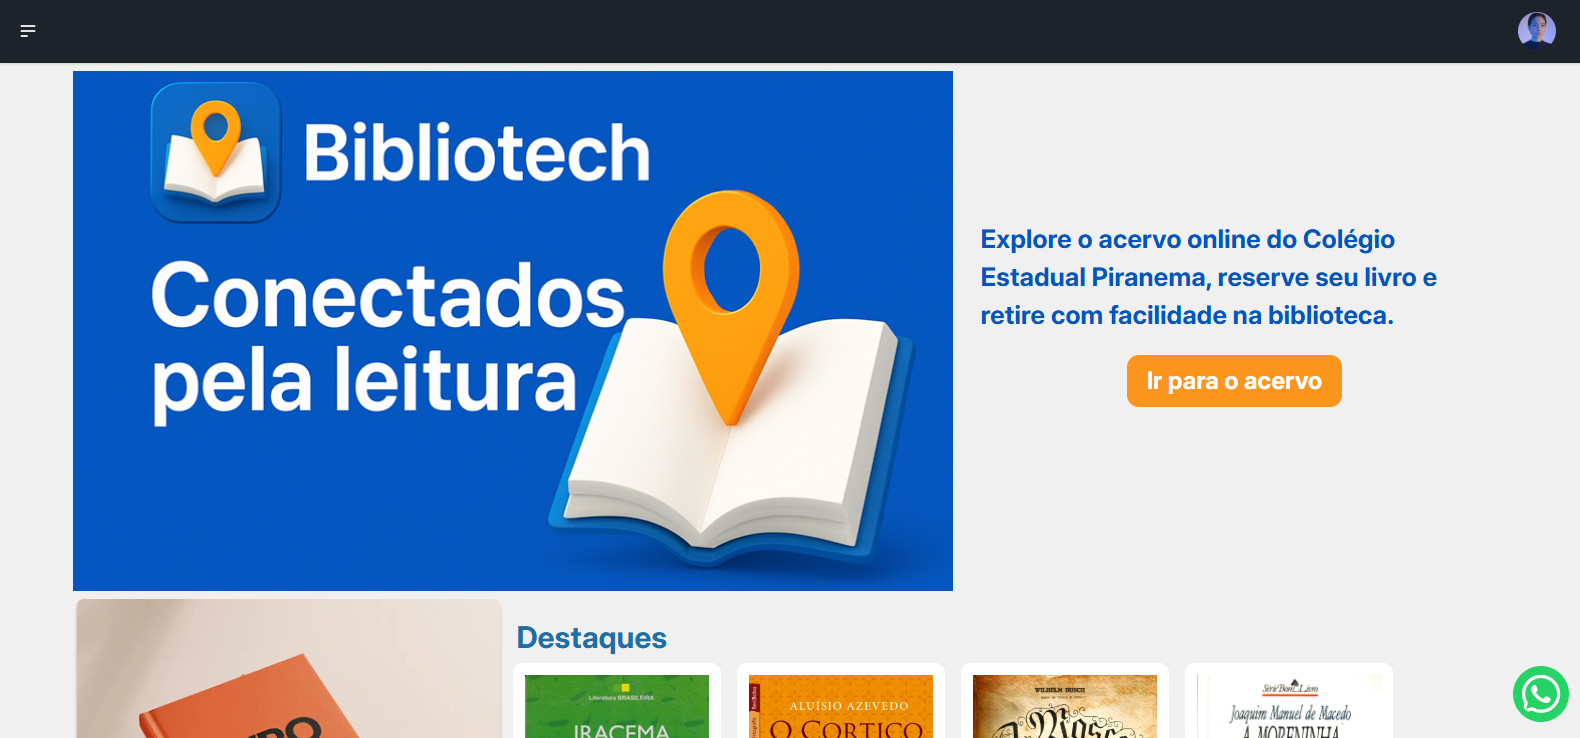 Bibliotech
Conectados
pela leitura
Explore o acervo online do Colégio
Estadual Piranema, reserve seu livro e
retire com facilidade na biblioteca.
Ir para o acervo
Destaques
Literatura BRASILEIRA
IRACEMA
ALUÍSIO AZEVEDO
O CORTIÇO
WILHELM BUSCH
Série Bom Livro
Joaquim Manuel de Macedo
A MORENINHA